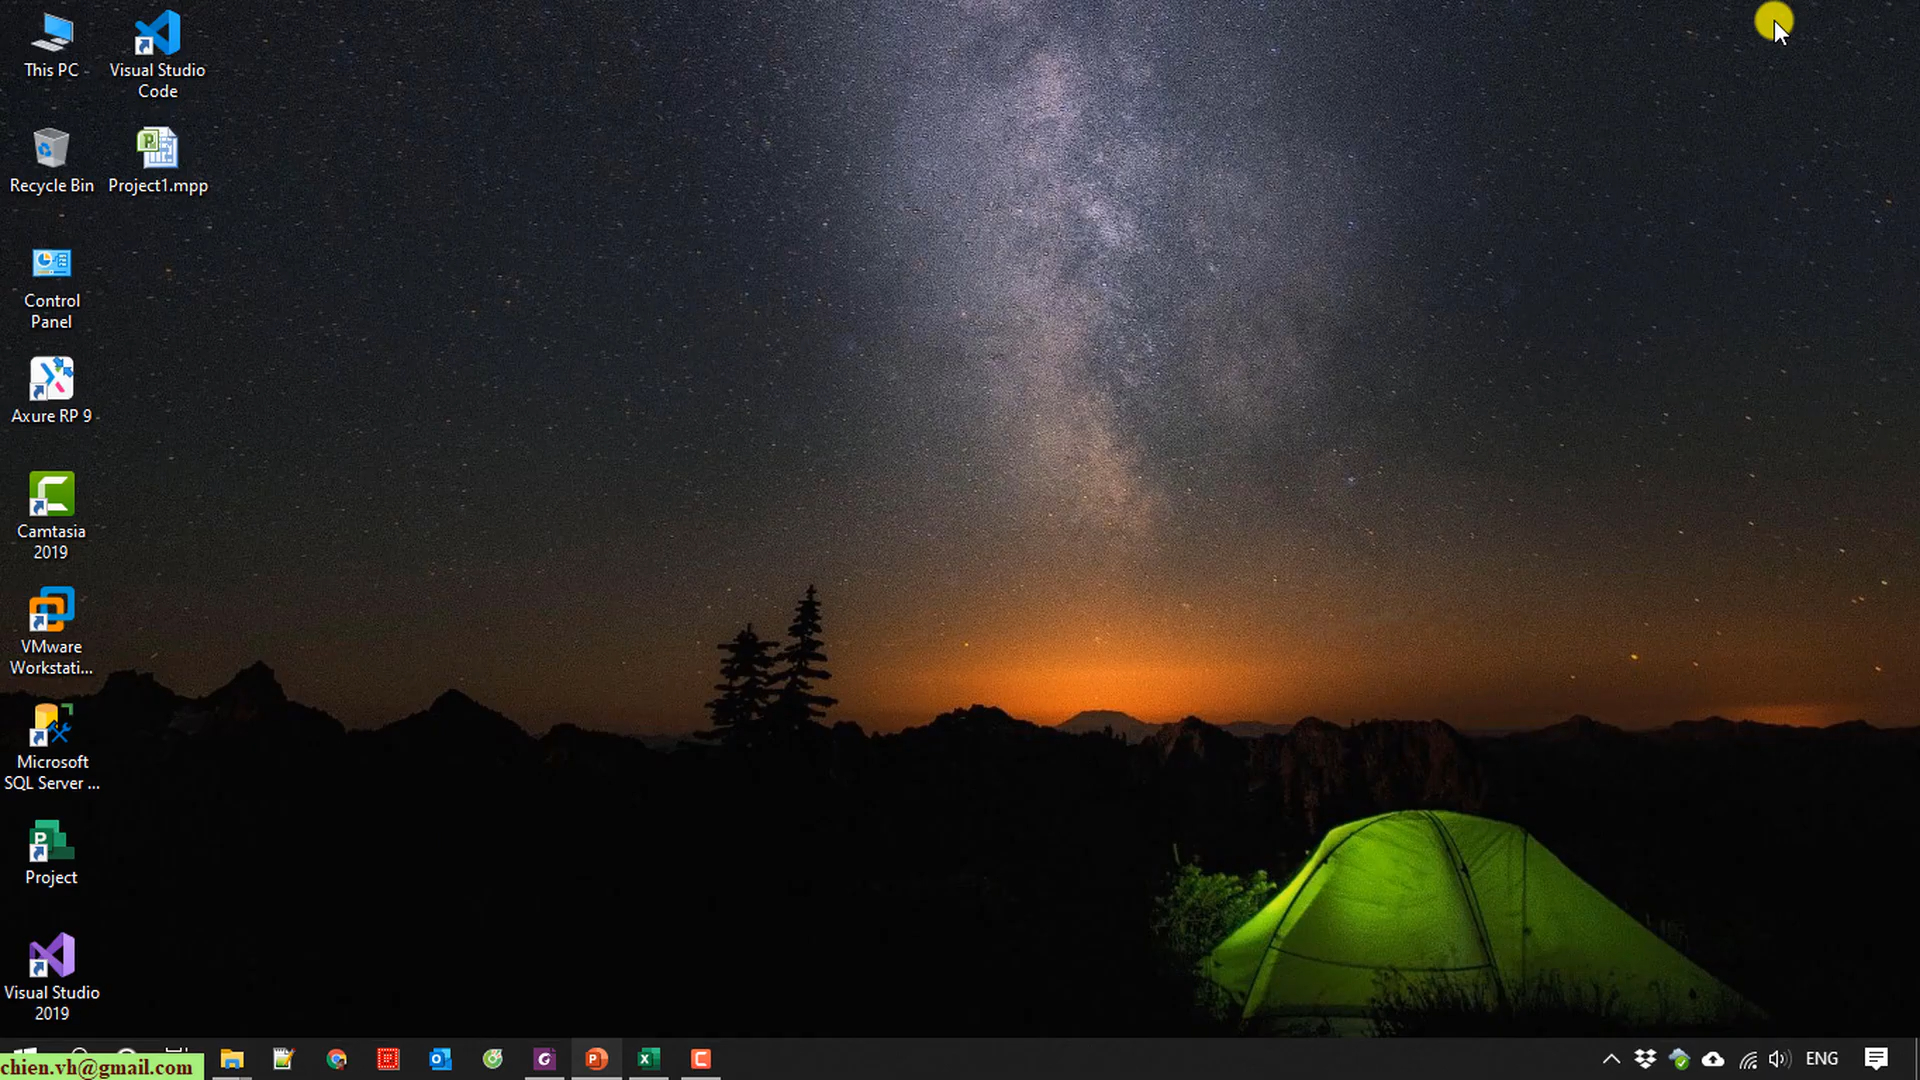 This PC
Visual Studio
Code
Recycle Bin
Project1.mpp
Control
Panel
Axure RP 9
Camtasia
2019
VMware
Workstati...
Microsoft
SQL Server ...
Project
Visual Studio
2019
chien.vh@gmail.com
ENG